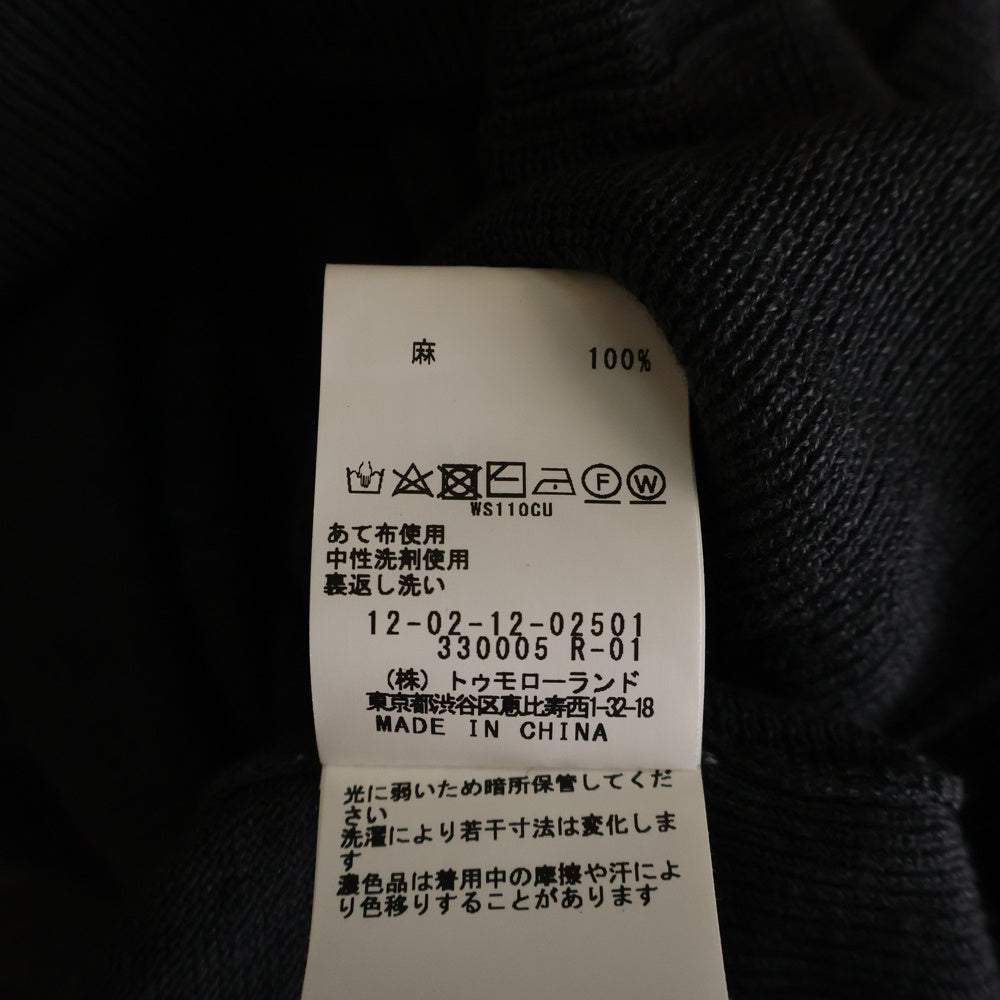 麻 100%
F W
WS110CU
あて布使用
中性洗剤使用
裏返し洗い
12-02-12-02501
330005 R-01
(株) トゥモローランド
東京都渋谷区恵比寿西1-32-18
MADE IN CHINA
光に弱いため暗所保管してくだ
さい
洗濯により若干寸法は変化しま
す
濃色品は着用中の摩擦や汗によ
り色移りすることがあります